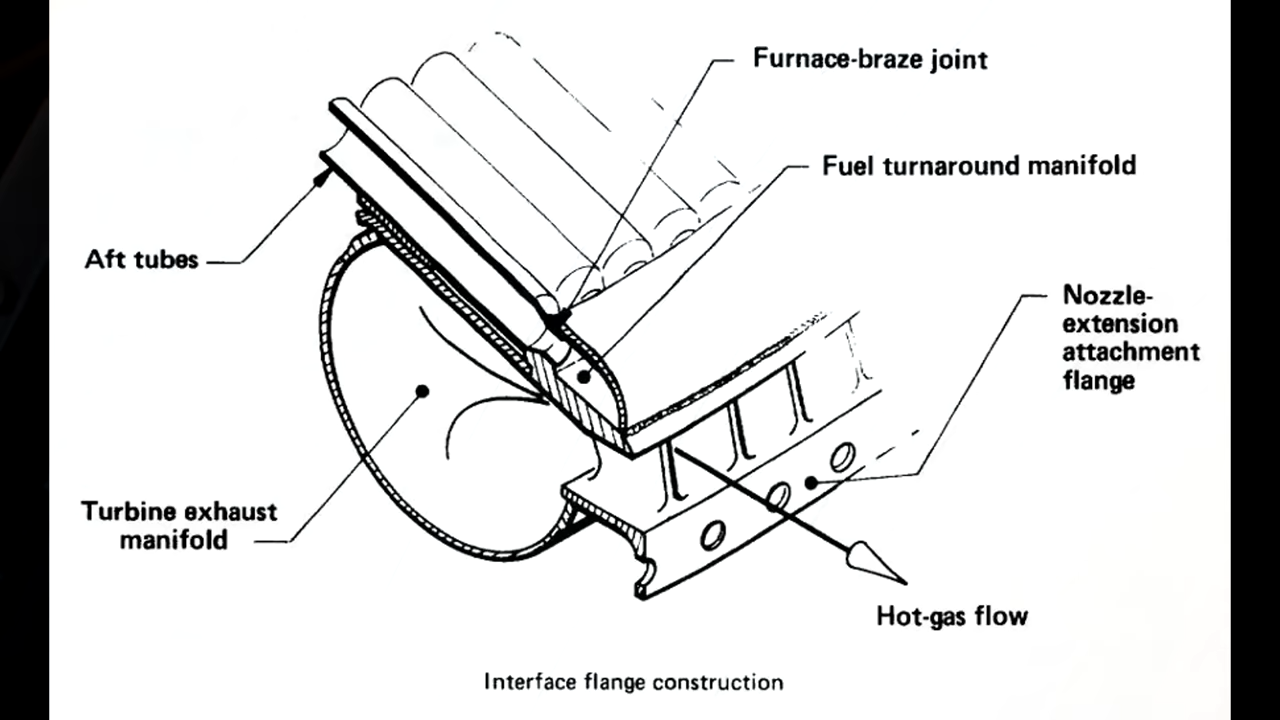 Furnace-braze joint
Fuel turnaround manifold
Aft tubes
Nozzle-
extension
attachment
flange
Turbine exhaust
manifold
Hot-gas flow
Interface flange construction